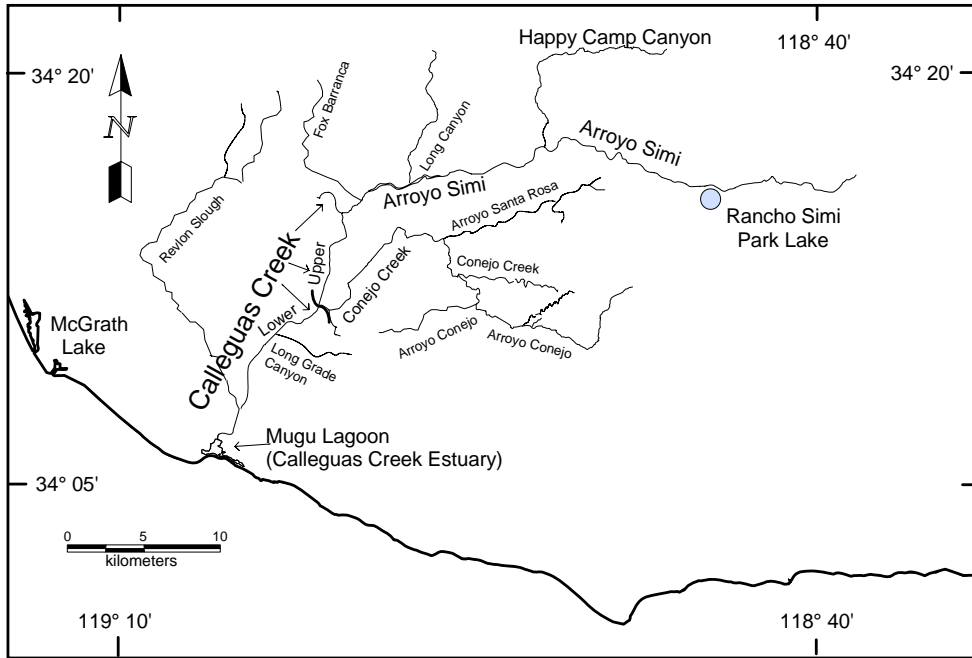 Happy Camp Canyon
118° 40'
34° 20'
34° 20'
N
Fox Barranca
Long Canyon
Arroyo Simi
Arroyo Simi
Arroyo Santa Rosa
Rancho Simi
Park Lake
Revlon Slough
Calleguas Creek
Upper
Lower
Conejo Creek
Conejo Creek
McGrath
Lake
Arroyo Conejo
Arroyo Conejo
Long Grade
Canyon
Mugu Lagoon
(Calleguas Creek Estuary)
34° 05'
0 5 10
kilometers
119° 10'
118° 40'